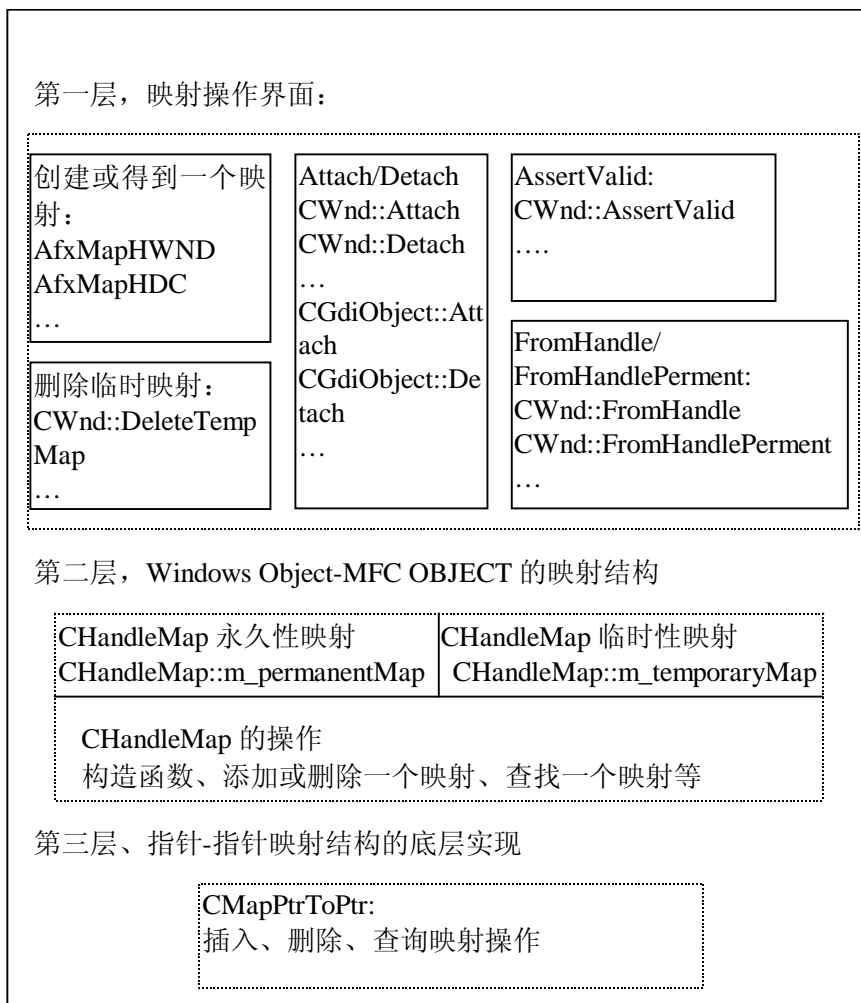 第一层，映射操作界面：
创建或得到一个映
射：
AfxMapHWND
AfxMapHDC
…
删除临时映射：
CWnd::DeleteTemp
Map
…
Attach/Detach
CWnd::Attach
CWnd::Detach
…
CGdiObject::Att
ach
CGdiObject::De
tach
…
AssertValid:
CWnd::AssertValid
….
FromHandle/
FromHandlePerment:
CWnd::FromHandle
CWnd::FromHandlePerment
…
第二层，Windows Object-MFC OBJECT 的映射结构
CHandleMap 永久性映射
CHandleMap::m_permanentMap
CHandleMap 临时性映射
CHandleMap::m_temporaryMap
CHandleMap 的操作
构造函数、添加或删除一个映射、查找一个映射等
第三层、指针-指针映射结构的底层实现
CMapPtrToPtr:
插入、删除、查询映射操作